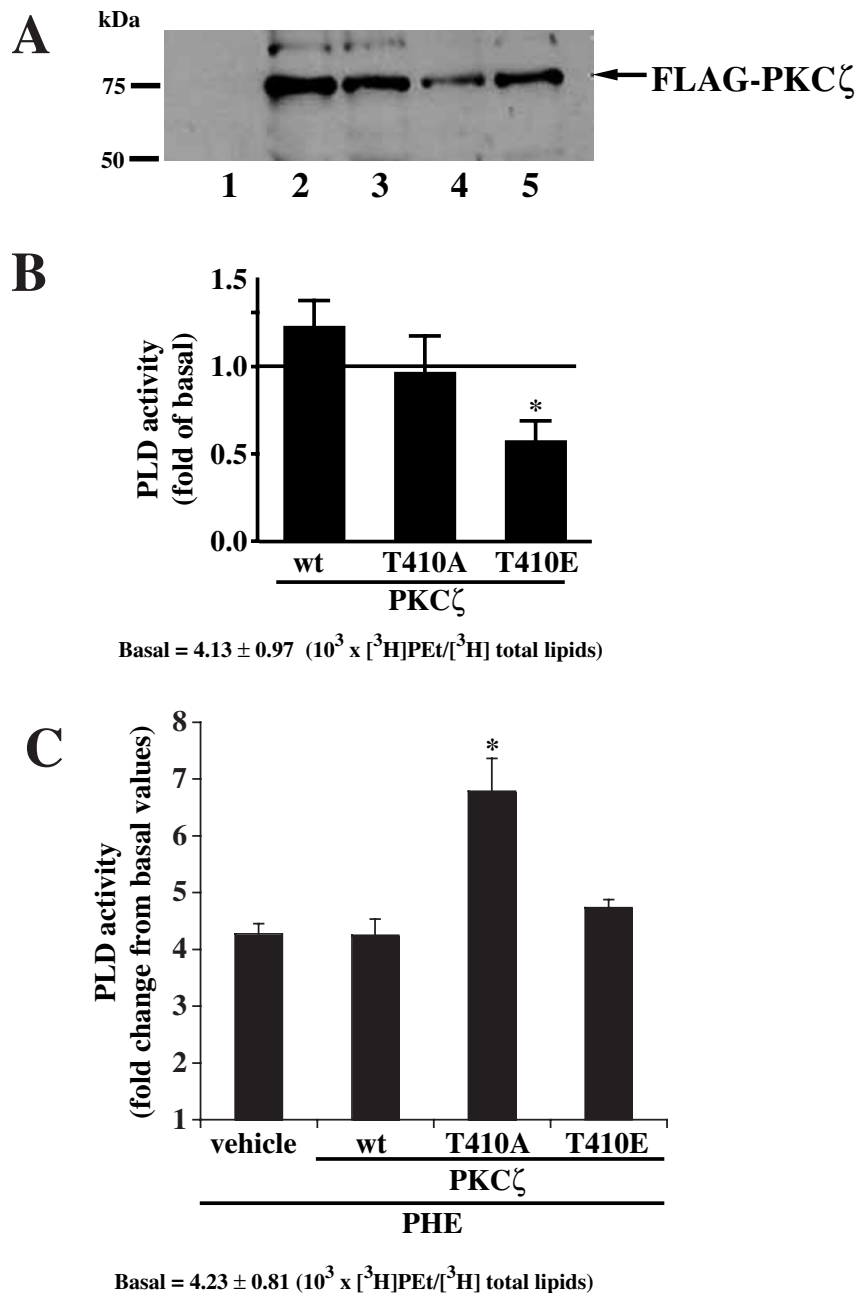 A
kDa
75
50
FLAG-PKCζ
1 2 3 4 5
B
PLD activity
(fold of basal)
1.5
1.0
0.5
0.0
*
wt T410A T410E
PKCζ
Basal = 4.13 ± 0.97 (10³ x [³H]PEt/[³H] total lipids)
C
PLD activity
(fold change from basal values)
8
7
6
5
4
3
2
1
*
vehicle wt T410A T410E
PKCζ
PHE
Basal = 4.23 ± 0.81 (10³ x [³H]PEt/[³H] total lipids)